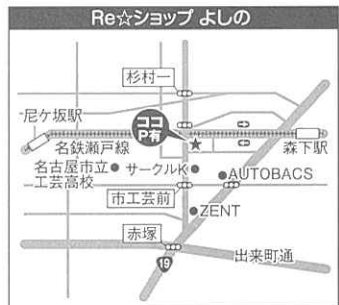 Re☆ショップ よしの
杉村一
尼ケ坂駅
ココ
P有
名鉄瀬戸線
森下駅
名古屋市立
工芸高校
サークルK
AUTOBACS
市工芸前
ZENT
赤塚
19
出来町通